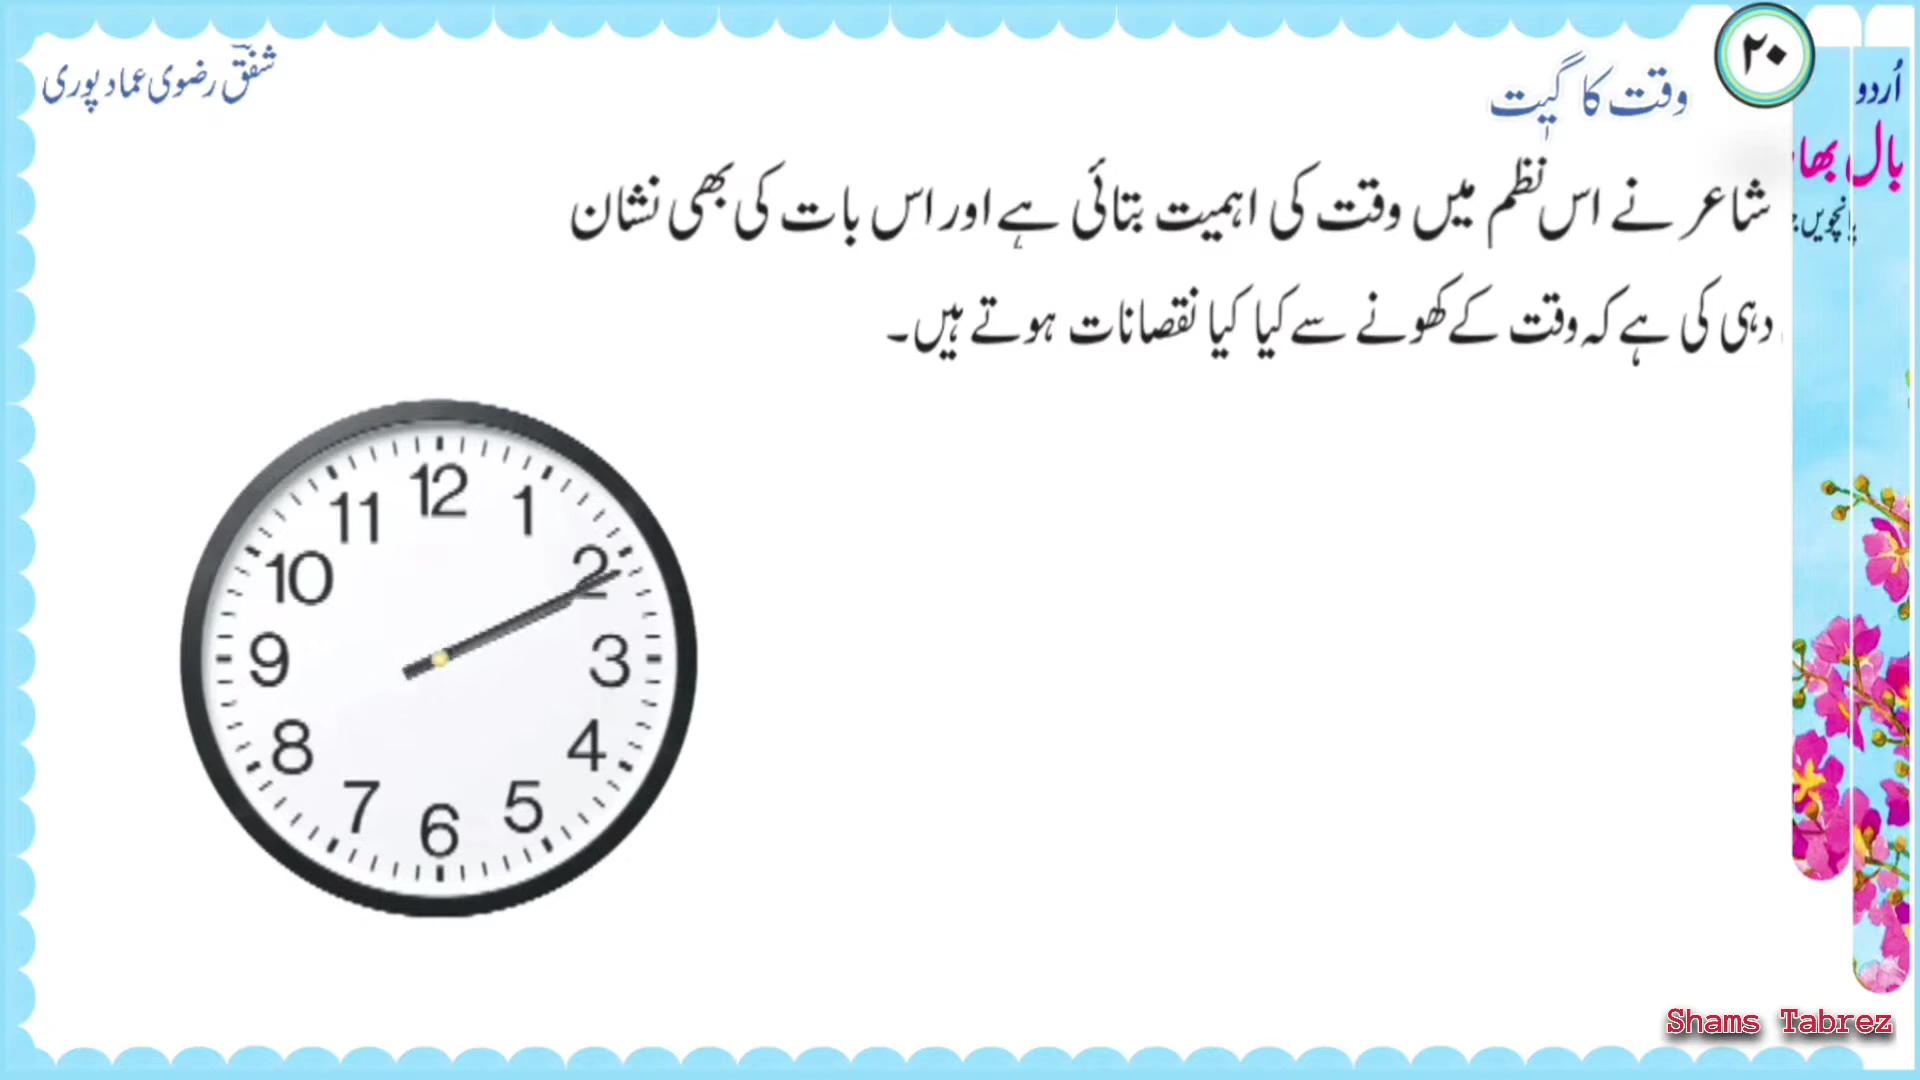 ۲۰
وقت کا گیت
شفقؔ رضوی عماد پوری
اُردو
بال
شاعر نے اس نظم میں وقت کی اہمیت بتائی ہے اور اس بات کی بھی نشان
دہی کی ہے کہ وقت کے کھونے سے کیا کیا نقصانات ہوتے ہیں۔
12
1
2
3
4
5
6
7
8
9
10
11
Shams Tabrez